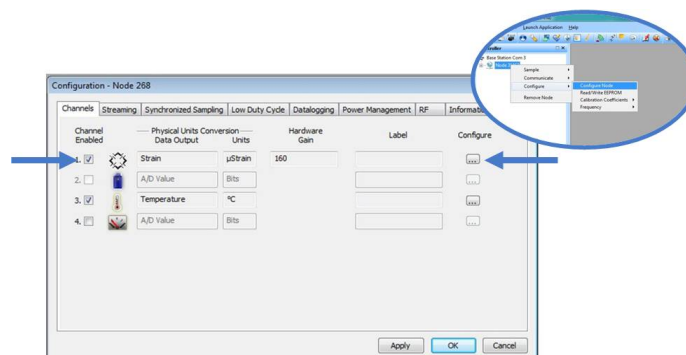 Launch Application Help
Base Station Com 3
Node
Sample
Communicate
Configure
Remove Node
Configure Node
Read/Write EEPROM
Calibration Coefficients
Frequency
Configuration - Node 268
Channels Streaming Synchronized Sampling Low Duty Cycle Datalogging Power Management RF
Channel Enabled
Physical Units Conversion
Data Output Units
Hardware Gain
Label
Configure
1. Strain µStrain 160 ...
2. A/D Value Bits ...
3. Temperature °C ...
4. A/D Value Bits ...
Apply OK Cancel